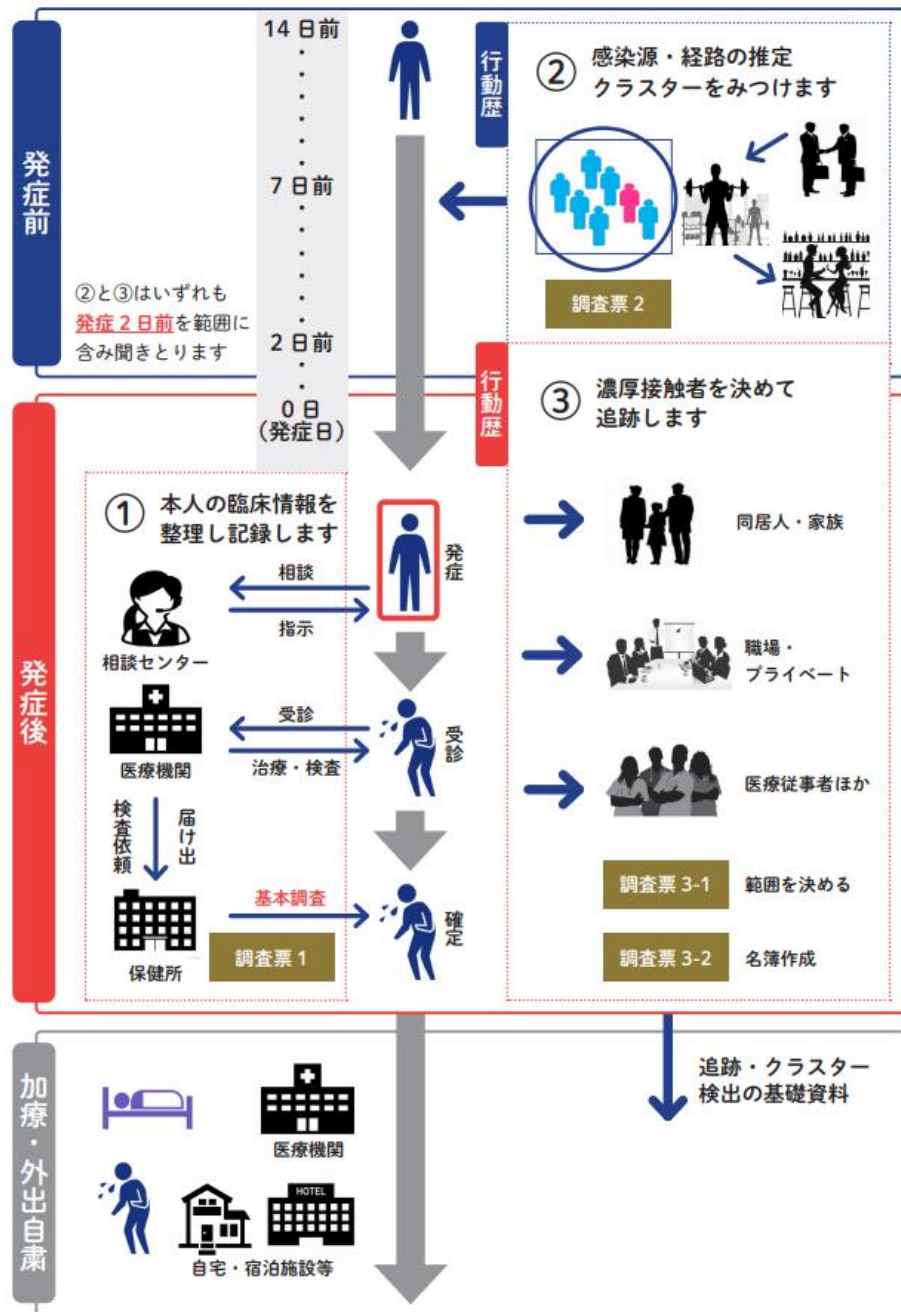 発症前
14 日前
7 日前
2 日前
0 日
（発症日）
②と③はいずれも
発症 2 日前を範囲に
含み聞きとります
行動歴
② 感染源・経路の推定
クラスターをみつけます
調査票 2
発症後
① 本人の臨床情報を
整理し記録します
相談
指示
相談センター
発症
受診
治療・検査
医療機関
受診
検査依頼
届け出
基本調査
保健所
調査票 1
確定
行動歴
③ 濃厚接触者を決めて
追跡します
同居人・家族
職場・
プライベート
医療従事者ほか
調査票 3-1
範囲を決める
調査票 3-2
名簿作成
追跡・クラスター
検出の基礎資料
加療・外出自粛
医療機関
HOTEL
自宅・宿泊施設等